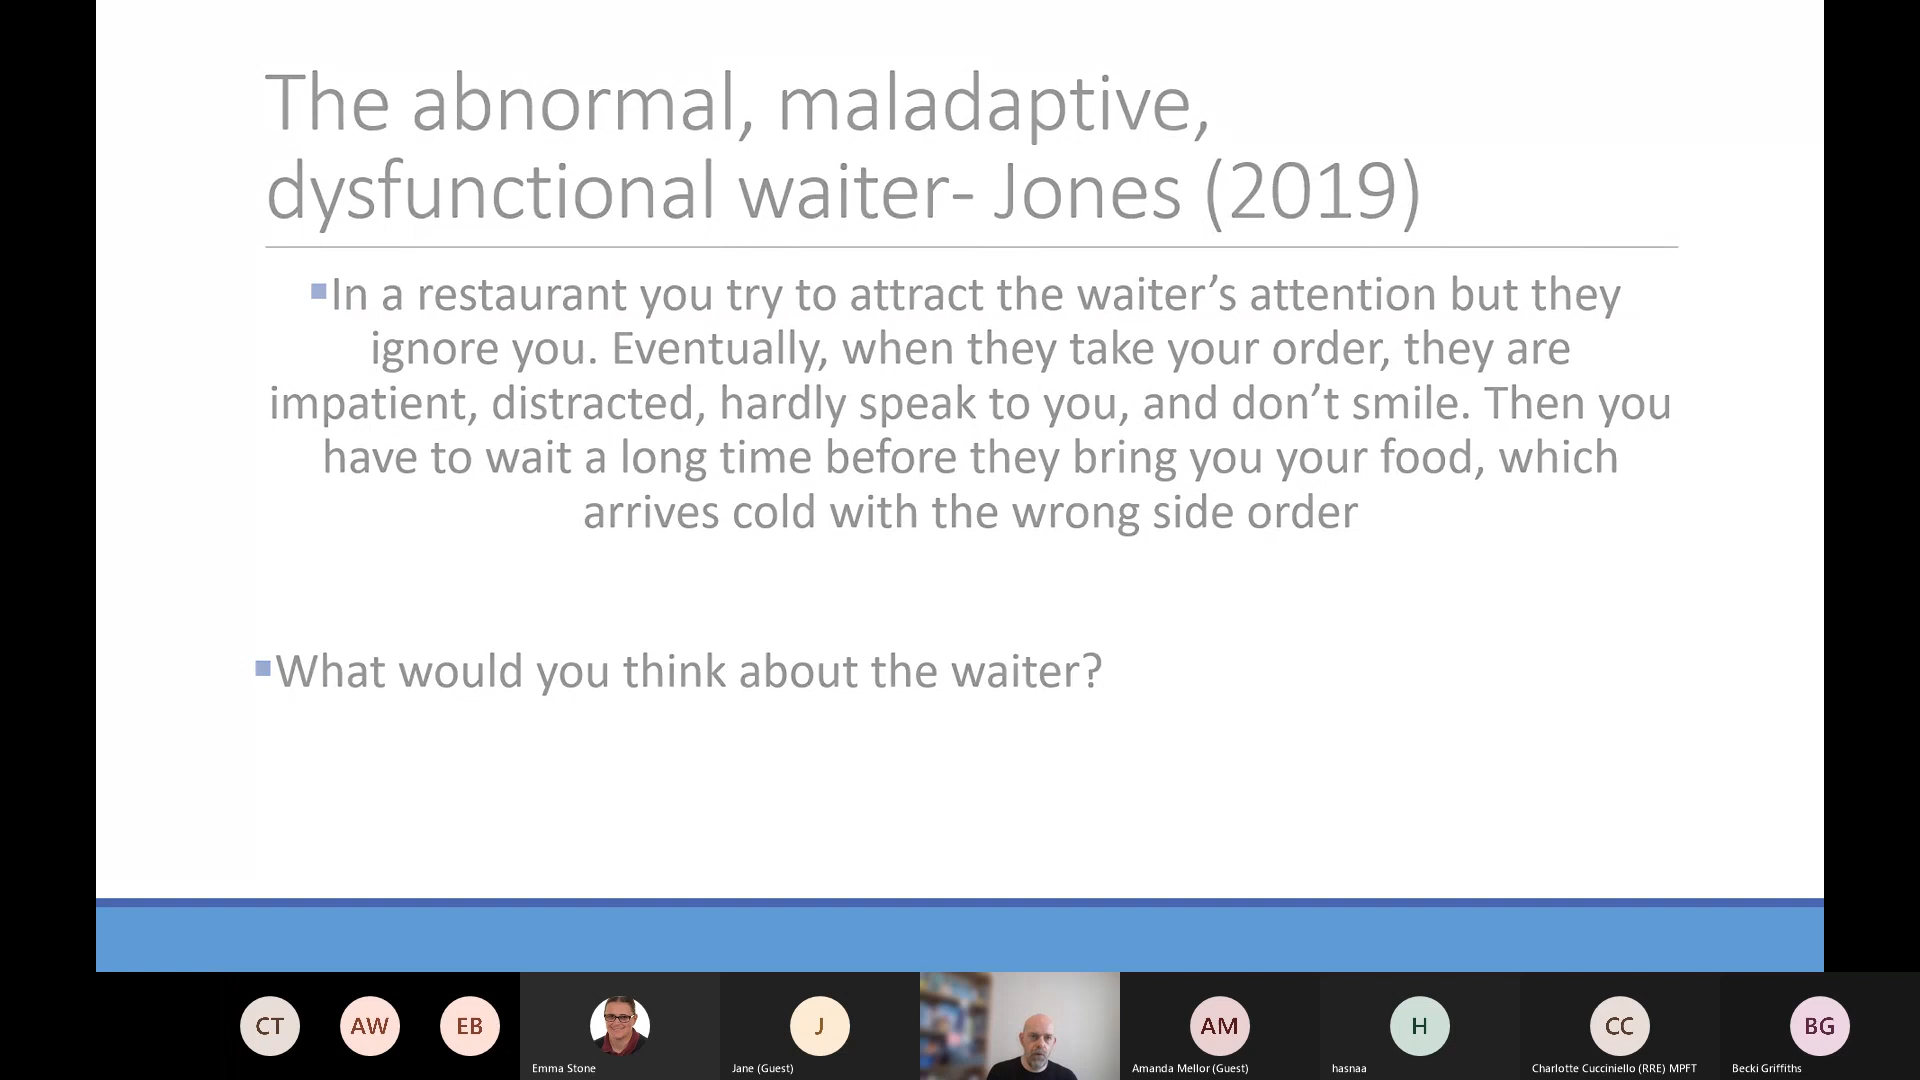 The abnormal, maladaptive,
dysfunctional waiter- Jones (2019)
In a restaurant you try to attract the waiter’s attention but they
ignore you. Eventually, when they take your order, they are
impatient, distracted, hardly speak to you, and don’t smile. Then you
have to wait a long time before they bring you your food, which
arrives cold with the wrong side order
What would you think about the waiter?
CT AW EB J AM H CC BG
Emma Stone Jane (Guest) Amanda Mellor (Guest) hasnaa Charlotte Cucciniello (RRE) MPFT Becki Griffiths